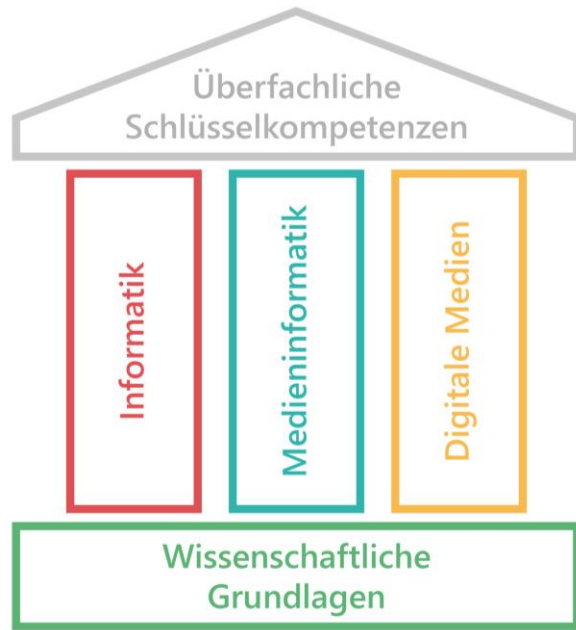 Überfachliche
Schlüsselkompetenzen
Informatik
Medieninformatik
Digitale Medien
Wissenschaftliche
Grundlagen